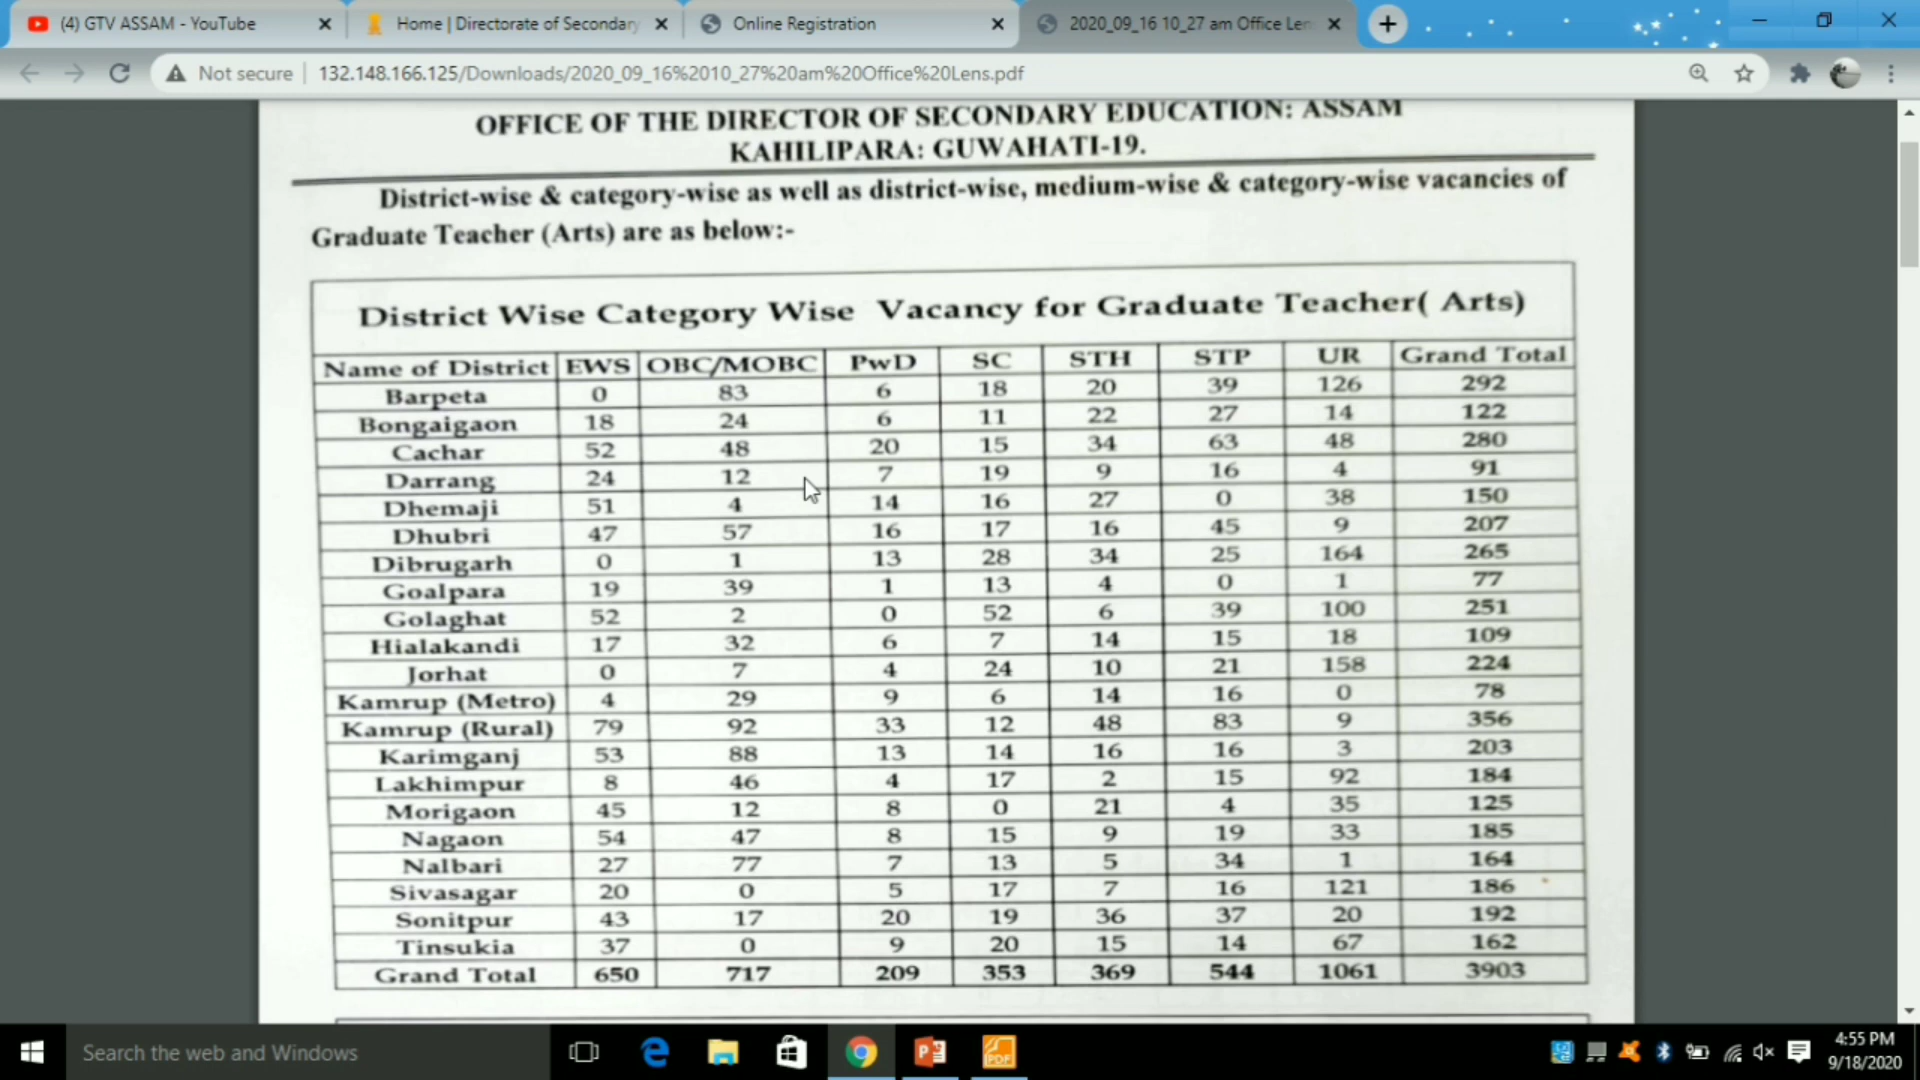 (4) GTV ASSAM - YouTube
Home | Directorate of Secondary
Online Registration
2020_09_16 10_27 am Office Len
Not secure | 132.148.166.125/Downloads/2020_09_16%2010_27%20am%20Office%20Lens.pdf
OFFICE OF THE DIRECTOR OF SECONDARY EDUCATION: ASSAM
KAHILIPARA: GUWAHATI-19.
District-wise & category-wise as well as district-wise, medium-wise & category-wise vacancies of
Graduate Teacher (Arts) are as below:-
District Wise Category Wise Vacancy for Graduate Teacher( Arts)
Name of District EWS OBC/MOBC PwD SC STH STP UR Grand Total
Barpeta 0 83 6 18 20 39 126 292
Bongaigaon 18 24 6 11 22 27 14 122
Cachar 52 48 20 15 34 63 48 280
Darrang 24 12 7 19 9 16 4 91
Dhemaji 51 4 14 16 27 0 38 150
Dhubri 47 57 16 17 16 45 9 207
Dibrugarh 0 1 13 28 34 25 164 265
Goalpara 19 39 1 13 4 0 1 77
Golaghat 52 2 0 52 6 39 100 251
Hialakandi 17 32 6 7 14 15 18 109
Jorhat 0 7 4 24 10 21 158 224
Kamrup (Metro) 4 29 9 6 14 16 0 78
Kamrup (Rural) 79 92 33 12 48 83 9 356
Karimganj 53 88 13 14 16 16 3 203
Lakhimpur 8 46 4 17 2 15 92 184
Morigaon 45 12 8 0 21 4 35 125
Nagaon 54 47 8 15 9 19 33 185
Nalbari 27 77 7 13 5 34 1 164
Sivasagar 20 0 5 17 7 16 121 186
Sonitpur 43 17 20 19 36 37 20 192
Tinsukia 37 0 9 20 15 14 67 162
Grand Total 650 717 209 353 369 544 1061 3903
Search the web and Windows
4:55 PM
9/18/2020